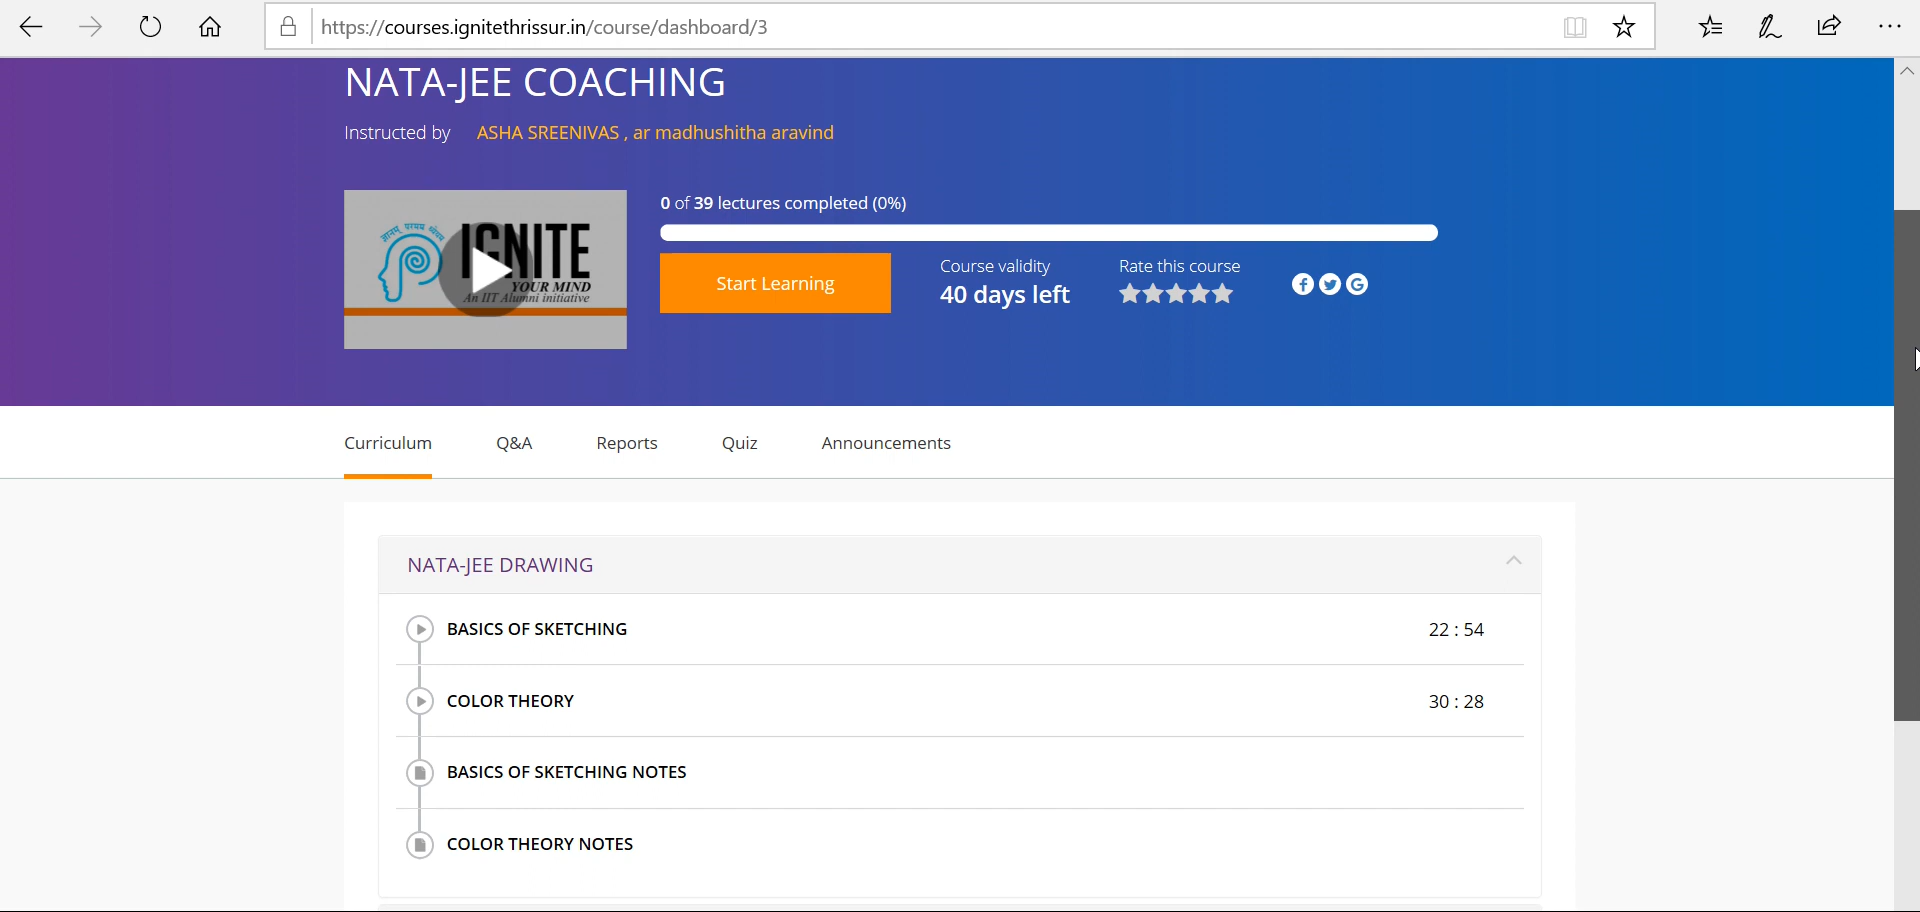 https://courses.ignitethrissur.in/course/dashboard/3
NATA-JEE COACHING
Instructed by ASHA SREENIVAS , ar madhushitha aravind
0 of 39 lectures completed (0%)
ज्ञानम् परमम् ध्येयम्
IGNITE
YOUR MIND
An IIT Alumni initiative
Start Learning
Course validity
40 days left
Rate this course
Curriculum Q&A Reports Quiz Announcements
NATA-JEE DRAWING
BASICS OF SKETCHING 22 : 54
COLOR THEORY 30 : 28
BASICS OF SKETCHING NOTES
COLOR THEORY NOTES